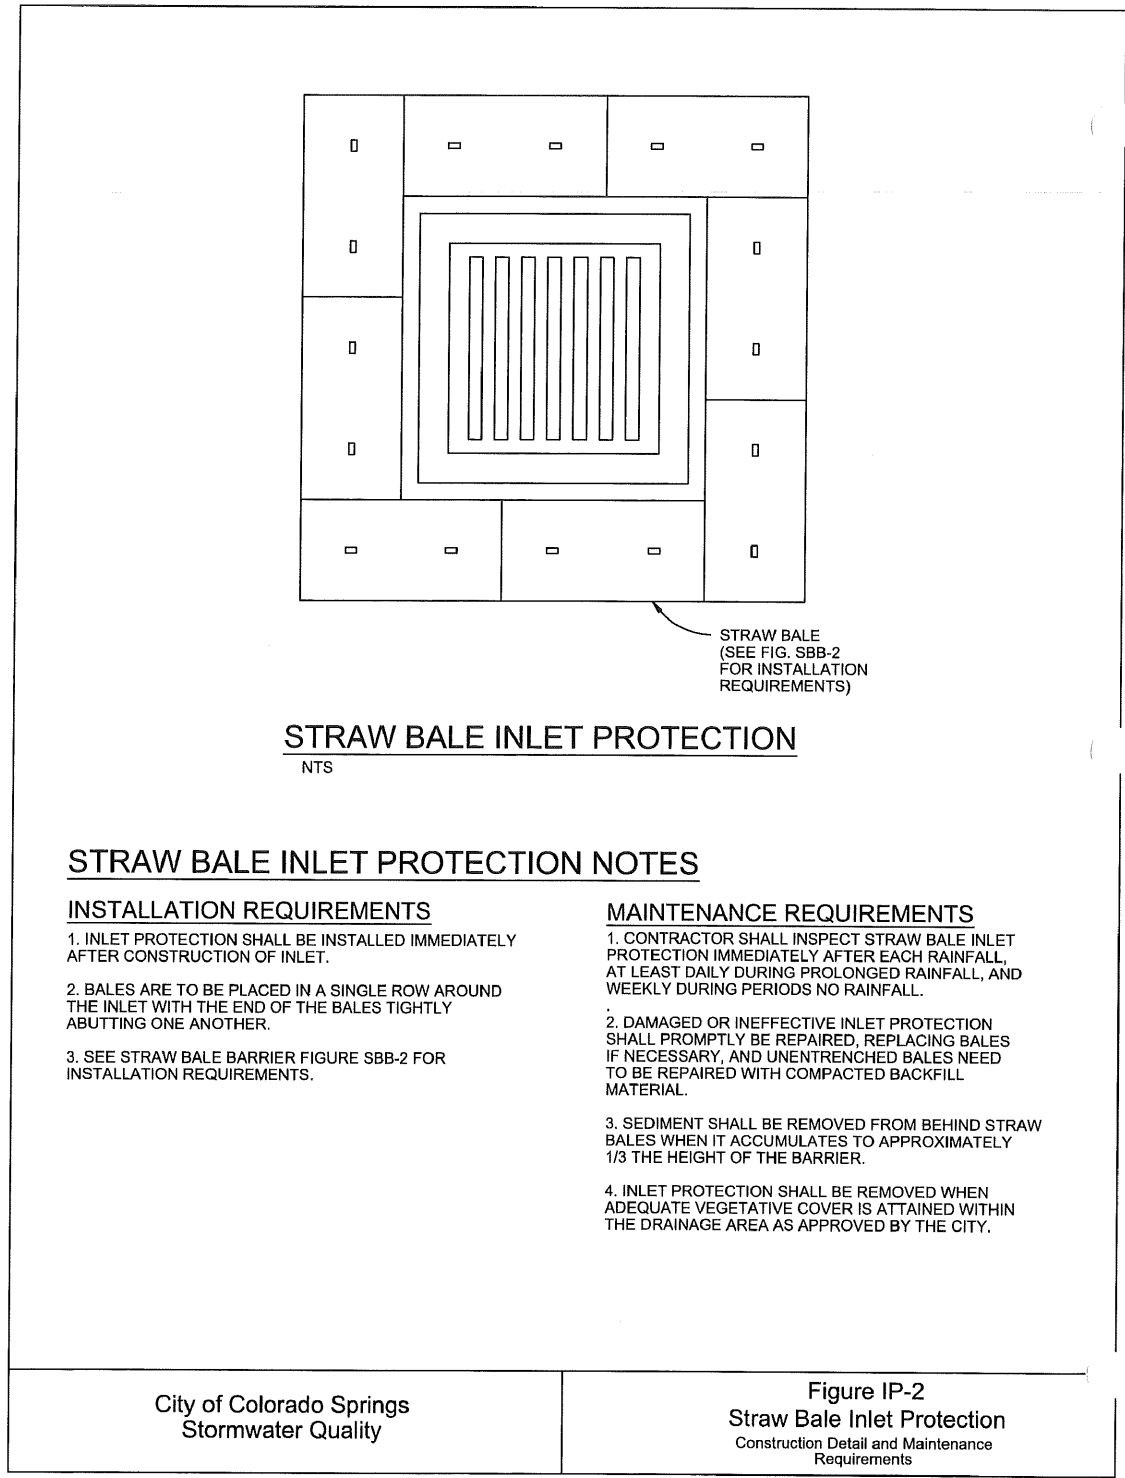 STRAW BALE
(SEE FIG. SBB-2
FOR INSTALLATION
REQUIREMENTS)
STRAW BALE INLET PROTECTION
NTS
STRAW BALE INLET PROTECTION NOTES
INSTALLATION REQUIREMENTS
1. INLET PROTECTION SHALL BE INSTALLED IMMEDIATELY
AFTER CONSTRUCTION OF INLET.
2. BALES ARE TO BE PLACED IN A SINGLE ROW AROUND
THE INLET WITH THE END OF THE BALES TIGHTLY
ABUTTING ONE ANOTHER.
3. SEE STRAW BALE BARRIER FIGURE SBB-2 FOR
INSTALLATION REQUIREMENTS.
MAINTENANCE REQUIREMENTS
1. CONTRACTOR SHALL INSPECT STRAW BALE INLET
PROTECTION IMMEDIATELY AFTER EACH RAINFALL,
AT LEAST DAILY DURING PROLONGED RAINFALL, AND
WEEKLY DURING PERIODS NO RAINFALL.
.
2. DAMAGED OR INEFFECTIVE INLET PROTECTION
SHALL PROMPTLY BE REPAIRED, REPLACING BALES
IF NECESSARY, AND UNENTRENCHED BALES NEED
TO BE REPAIRED WITH COMPACTED BACKFILL
MATERIAL.
3. SEDIMENT SHALL BE REMOVED FROM BEHIND STRAW
BALES WHEN IT ACCUMULATES TO APPROXIMATELY
1/3 THE HEIGHT OF THE BARRIER.
4. INLET PROTECTION SHALL BE REMOVED WHEN
ADEQUATE VEGETATIVE COVER IS ATTAINED WITHIN
THE DRAINAGE AREA AS APPROVED BY THE CITY.
City of Colorado Springs
Stormwater Quality
Figure IP-2
Straw Bale Inlet Protection
Construction Detail and Maintenance
Requirements